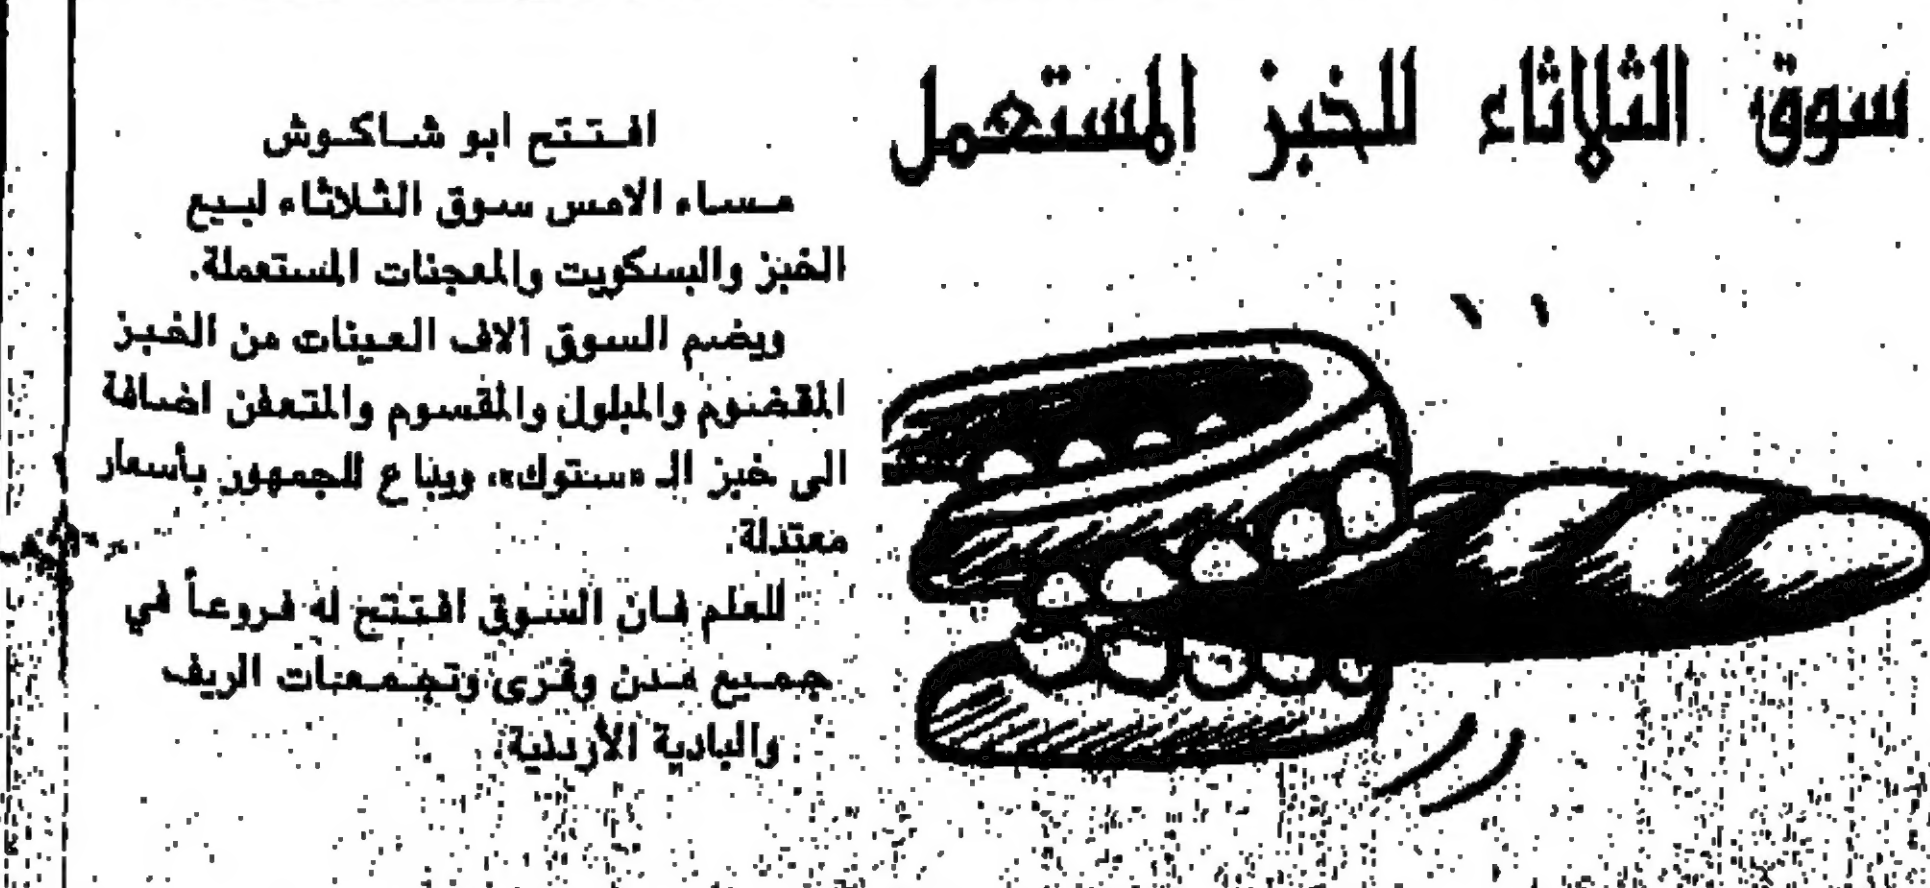 سوق الثلاثاء للخبز المستعمل
افتتح ابو شاكوش
مساء الامس سوق الثلاثاء لبيع
الخبز والبسكويت والمعجنات المستعملة.
ويضم السوق آلاف العينات من الخبز
المقضوم والمبلول والمقسوم والمتعفن اضافة
الى خبز الـ «ستوك»، ويباع للجمهور بأسعار
معتدلة.
للعلم فان السوق افتتح له فروعاً في
جميع مدن وقرى وتجمعات الريف
والبادية الأردنية.